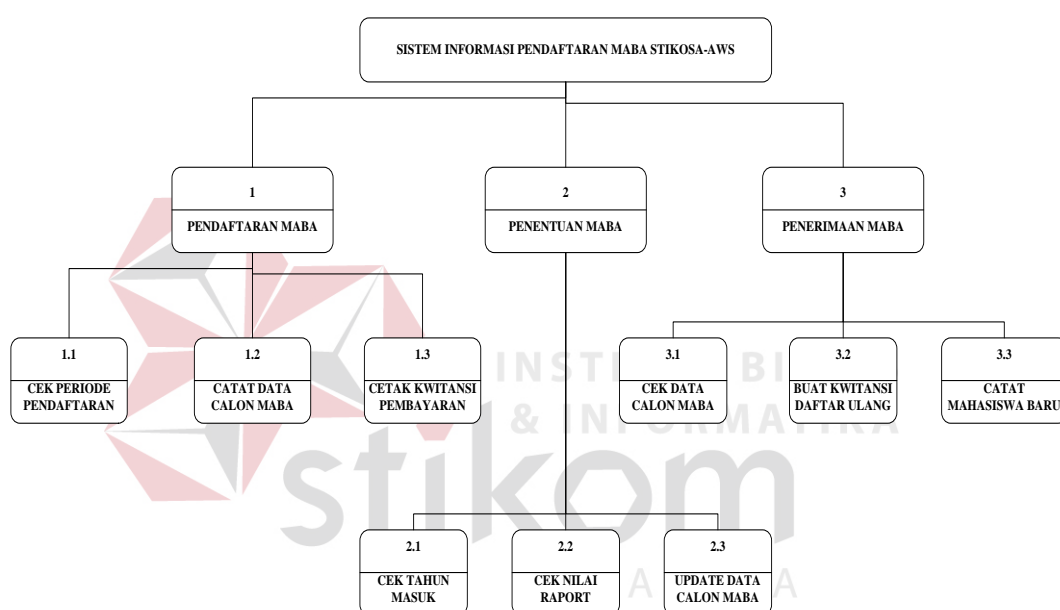 SISTEM INFORMASI PENDAFTARAN MABA STIKOSA-AWS
1
PENDAFTARAN MABA
2
PENENTUAN MABA
3
PENERIMAAN MABA
1.1
CEK PERIODE
PENDAFTARAN
1.2
CATAT DATA
CALON MABA
1.3
CETAK KWITANSI
PEMBAYARAN
3.1
CEK DATA
CALON MABA
3.2
BUAT KWITANSI
DAFTAR ULANG
3.3
CATAT
MAHASISWA BARU
2.1
CEK TAHUN
MASUK
2.2
CEK NILAI
RAPORT
2.3
UPDATE DATA
CALON MABA
& INFORMATIKA
stikom